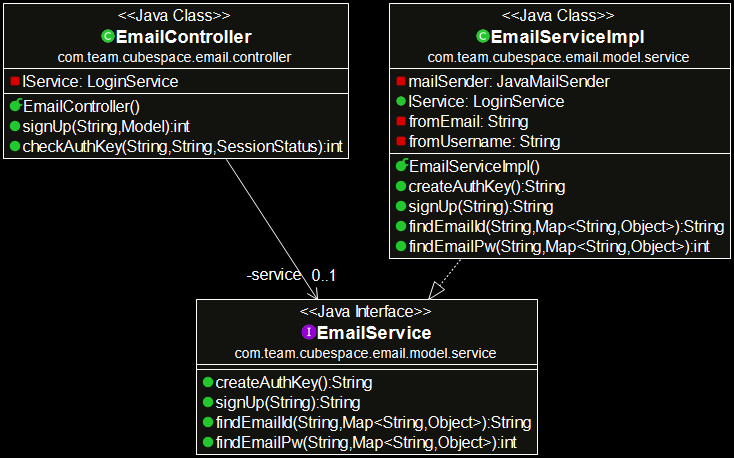 <<Java Class>>
EmailController
com.team.cubespace.email.controller
lService: LoginService
EmailController()
signUp(String,Model):int
checkAuthKey(String,String,SessionStatus):int
<<Java Class>>
EmailServiceImpl
com.team.cubespace.email.model.service
mailSender: JavaMailSender
lService: LoginService
fromEmail: String
fromUsername: String
EmailServiceImpl()
createAuthKey():String
signUp(String):String
findEmailId(String,Map<String,Object>):String
findEmailPw(String,Map<String,Object>):int
-service 0..1
<<Java Interface>>
EmailService
com.team.cubespace.email.model.service
createAuthKey():String
signUp(String):String
findEmailId(String,Map<String,Object>):String
findEmailPw(String,Map<String,Object>):int